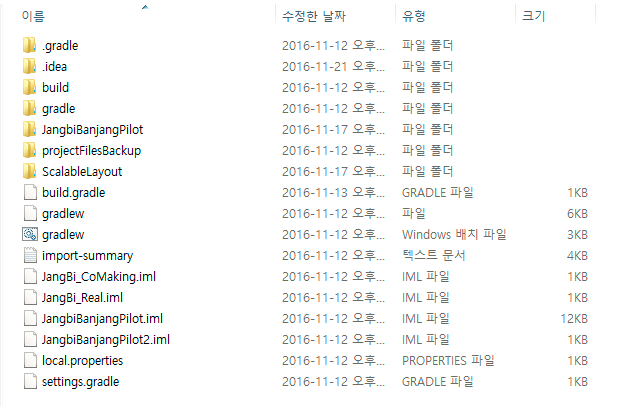 이름 수정한 날짜 유형 크기
.gradle 2016-11-12 오후... 파일 폴더
.idea 2016-11-21 오후... 파일 폴더
build 2016-11-12 오후... 파일 폴더
gradle 2016-11-12 오후... 파일 폴더
JangbiBanjangPilot 2016-11-17 오후... 파일 폴더
projectFilesBackup 2016-11-12 오후... 파일 폴더
ScalableLayout 2016-11-17 오후... 파일 폴더
build.gradle 2016-11-13 오후... GRADLE 파일 1KB
gradlew 2016-11-12 오후... 파일 6KB
gradlew 2016-11-12 오후... Windows 배치 파일 3KB
import-summary 2016-11-12 오후... 텍스트 문서 4KB
JangBi_CoMaking.iml 2016-11-12 오후... IML 파일 1KB
JangBi_Real.iml 2016-11-12 오후... IML 파일 1KB
JangbiBanjangPilot.iml 2016-11-12 오후... IML 파일 12KB
JangbiBanjangPilot2.iml 2016-11-12 오후... IML 파일 1KB
local.properties 2016-11-12 오후... PROPERTIES 파일 1KB
settings.gradle 2016-11-12 오후... GRADLE 파일 1KB